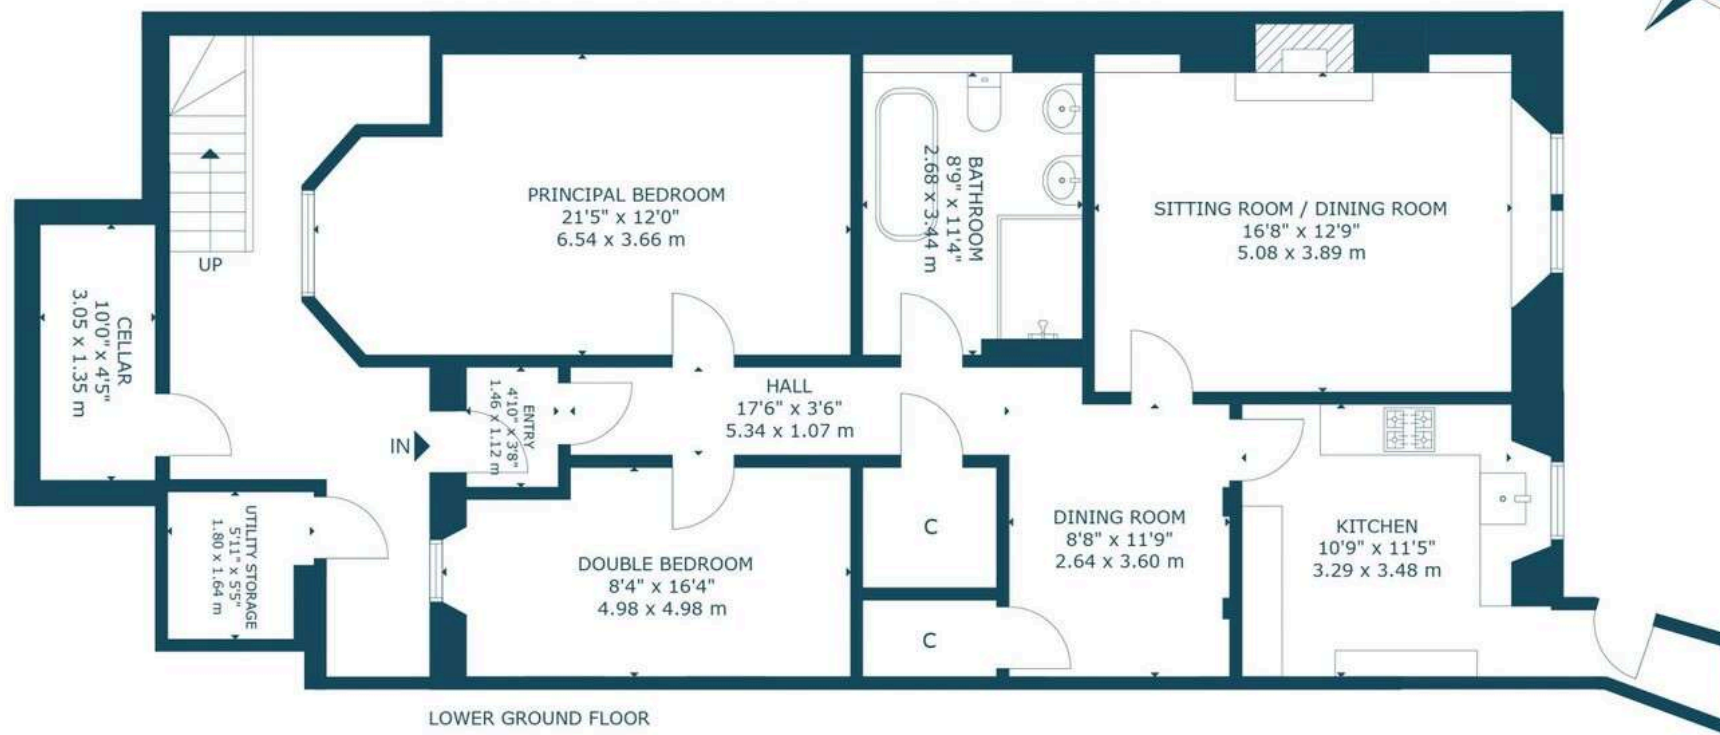 PRINCIPAL BEDROOM
21'5" x 12'0"
6.54 x 3.66 m
BATHROOM
8'9" x 11'4"
2.68 x 3.44 m
SITTING ROOM / DINING ROOM
16'8" x 12'9"
5.08 x 3.89 m
UP
CELLAR
10'0" x 4'5"
3.05 x 1.35 m
IN
ENTRY
4'10" x 3'8"
1.46 x 1.12 m
HALL
17'6" x 3'6"
5.34 x 1.07 m
UTILITY STORAGE
5'11" x 5'5"
1.80 x 1.64 m
DOUBLE BEDROOM
8'4" x 16'4"
4.98 x 4.98 m
C
C
DINING ROOM
8'8" x 11'9"
2.64 x 3.60 m
KITCHEN
10'9" x 11'5"
3.29 x 3.48 m
LOWER GROUND FLOOR